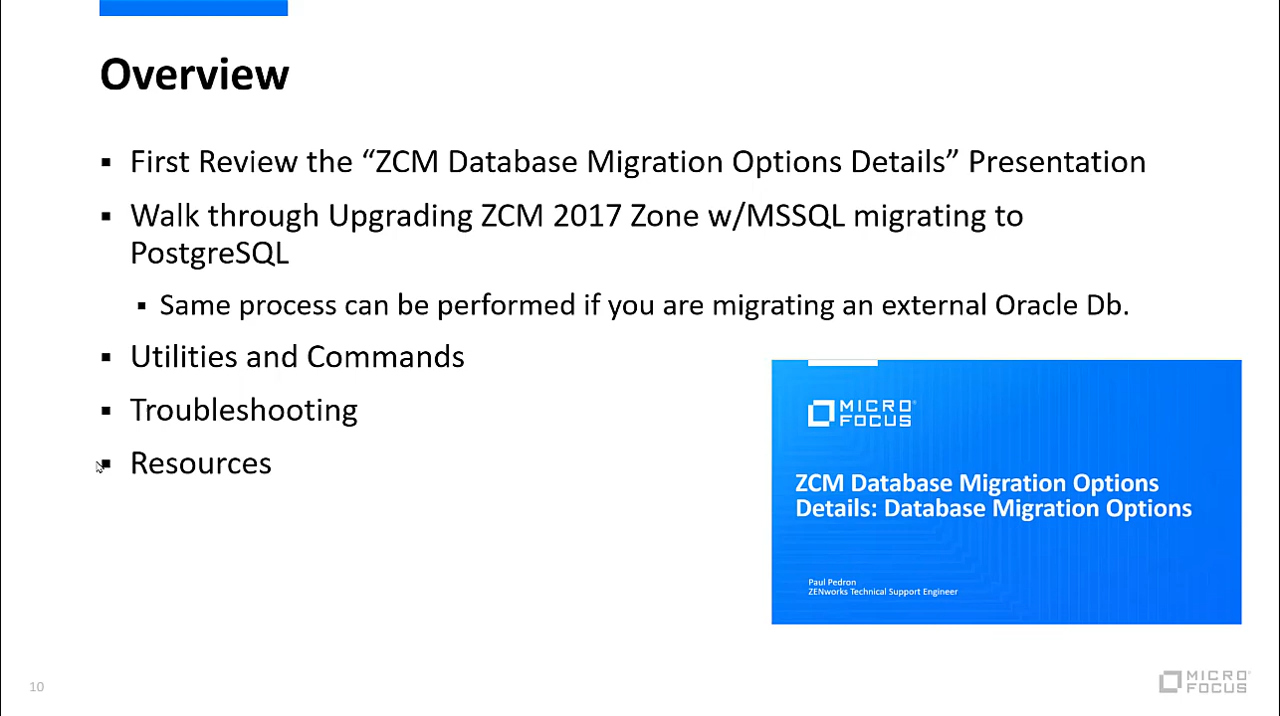 Overview
▪ First Review the “ZCM Database Migration Options Details” Presentation
▪ Walk through Upgrading ZCM 2017 Zone w/MSSQL migrating to
PostgreSQL
▪ Same process can be performed if you are migrating an external Oracle Db.
▪ Utilities and Commands
▪ Troubleshooting
▪ Resources
MICRO
FOCUS
ZCM Database Migration Options
Details: Database Migration Options
Paul Pedron
ZENworks Technical Support Engineer
10
MICRO
FOCUS